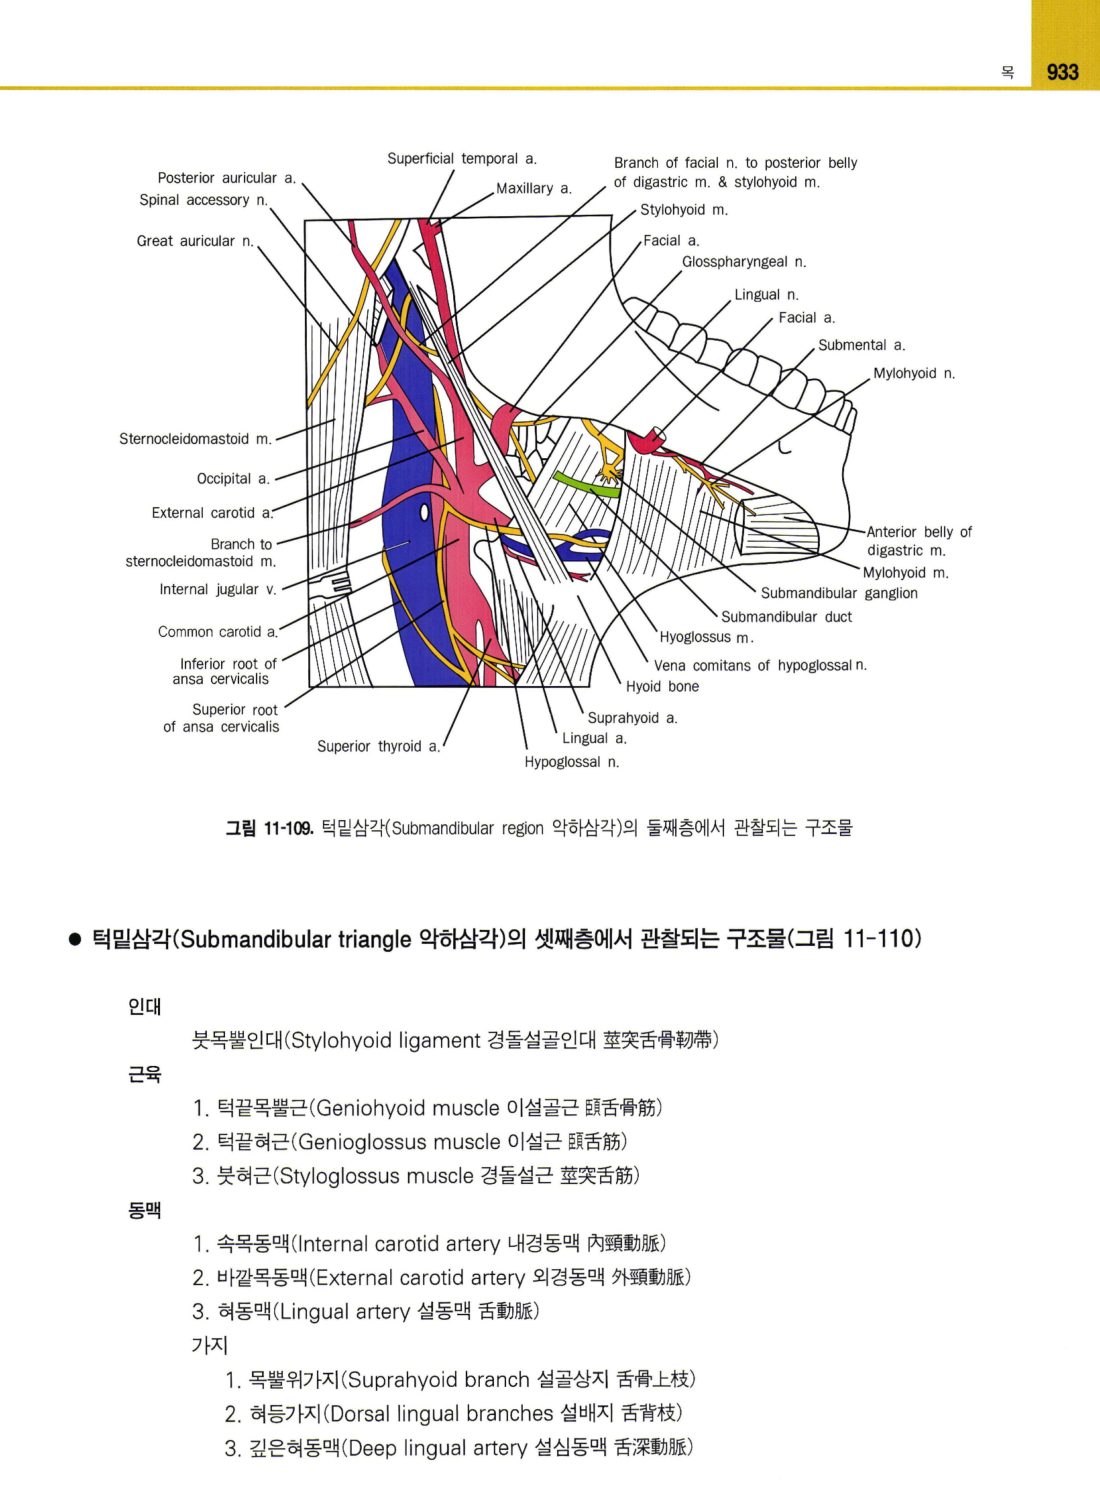 목 933
Superficial temporal a.
Branch of facial n. to posterior belly
of digastric m. & stylohyoid m.
Posterior auricular a.
Maxillary a.
Spinal accessory n.
Stylohyoid m.
Great auricular n.
Facial a.
Glosspharyngeal n.
Lingual n.
Facial a.
Submental a.
Mylohyoid n.
Sternocleidomastoid m.
Occipital a.
External carotid a.
Branch to
sternocleidomastoid m.
Internal jugular v.
Common carotid a.
Inferior root of
ansa cervicalis
Superior root
of ansa cervicalis
Superior thyroid a.
Anterior belly of
digastric m.
Mylohyoid m.
Submandibular ganglion
Submandibular duct
Hyoglossus m.
Vena comitans of hypoglossal n.
Hyoid bone
Suprahyoid a.
Lingual a.
Hypoglossal n.
그림 11-109. 턱밑삼각(Submandibular region 악하삼각)의 둘째층에서 관찰되는 구조물
● 턱밑삼각(Submandibular triangle 악하삼각)의 셋째층에서 관찰되는 구조물(그림 11-110)
인대
붓목뿔인대(Stylohyoid ligament 경돌설골인대 莖突舌骨靭帶)
근육
1. 턱끝목뿔근(Geniohyoid muscle 이설골근 頤舌骨筋)
2. 턱끝혀근(Genioglossus muscle 이설근 頤舌筋)
3. 붓혀근(Styloglossus muscle 경돌설근 莖突舌筋)
동맥
1. 속목동맥(Internal carotid artery 내경동맥 內頸動脈)
2. 바깥목동맥(External carotid artery 외경동맥 外頸動脈)
3. 혀동맥(Lingual artery 설동맥 舌動脈)
가지
1. 목뿔위가지(Suprahyoid branch 설골상지 舌骨上枝)
2. 혀등가지(Dorsal lingual branches 설배지 舌背枝)
3. 깊은혀동맥(Deep lingual artery 설심동맥 舌深動脈)